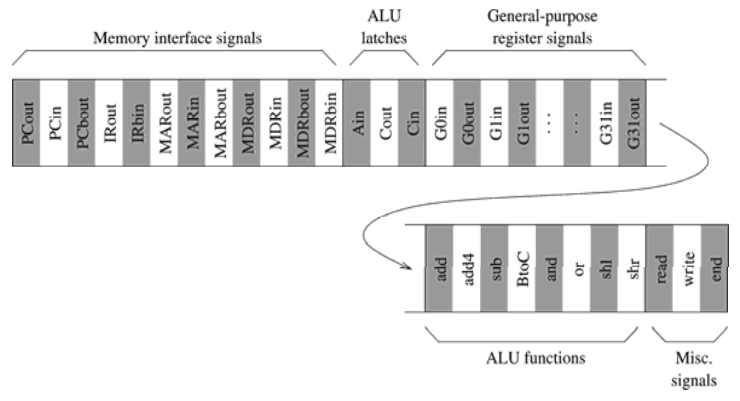 Memory interface signals
ALU
latches
General-purpose
register signals
PCout
PCin
PCbout
IRout
IRbin
MARout
MARin
MARbout
MDRout
MDRin
MDRbout
MDRbin
Ain
Cout
Cin
G0in
G0out
G1in
G1out
. . .
. . .
G31in
G31out
add
add4
sub
BtoC
and
or
shl
shr
read
write
end
ALU functions
Misc.
signals